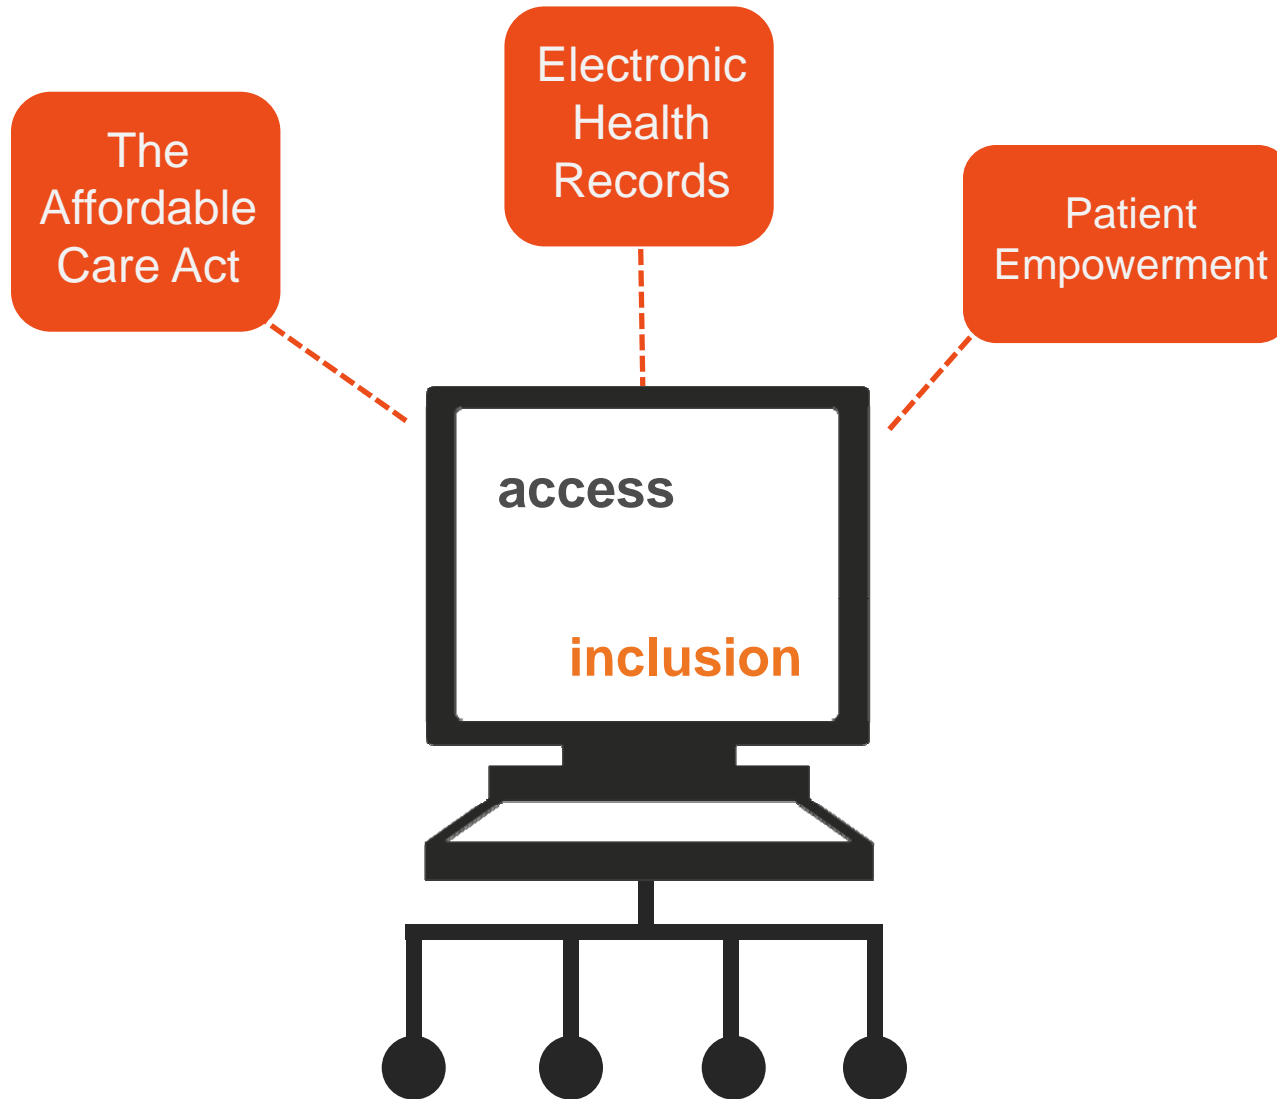 The
Affordable
Care Act
Electronic
Health
Records
Patient
Empowerment
access
inclusion